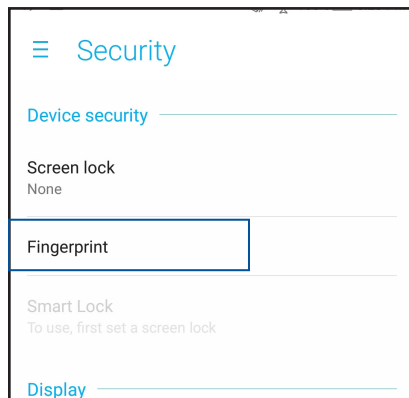 Security
Device security
Screen lock
None
Fingerprint
Smart Lock
To use, first set a screen lock
Display